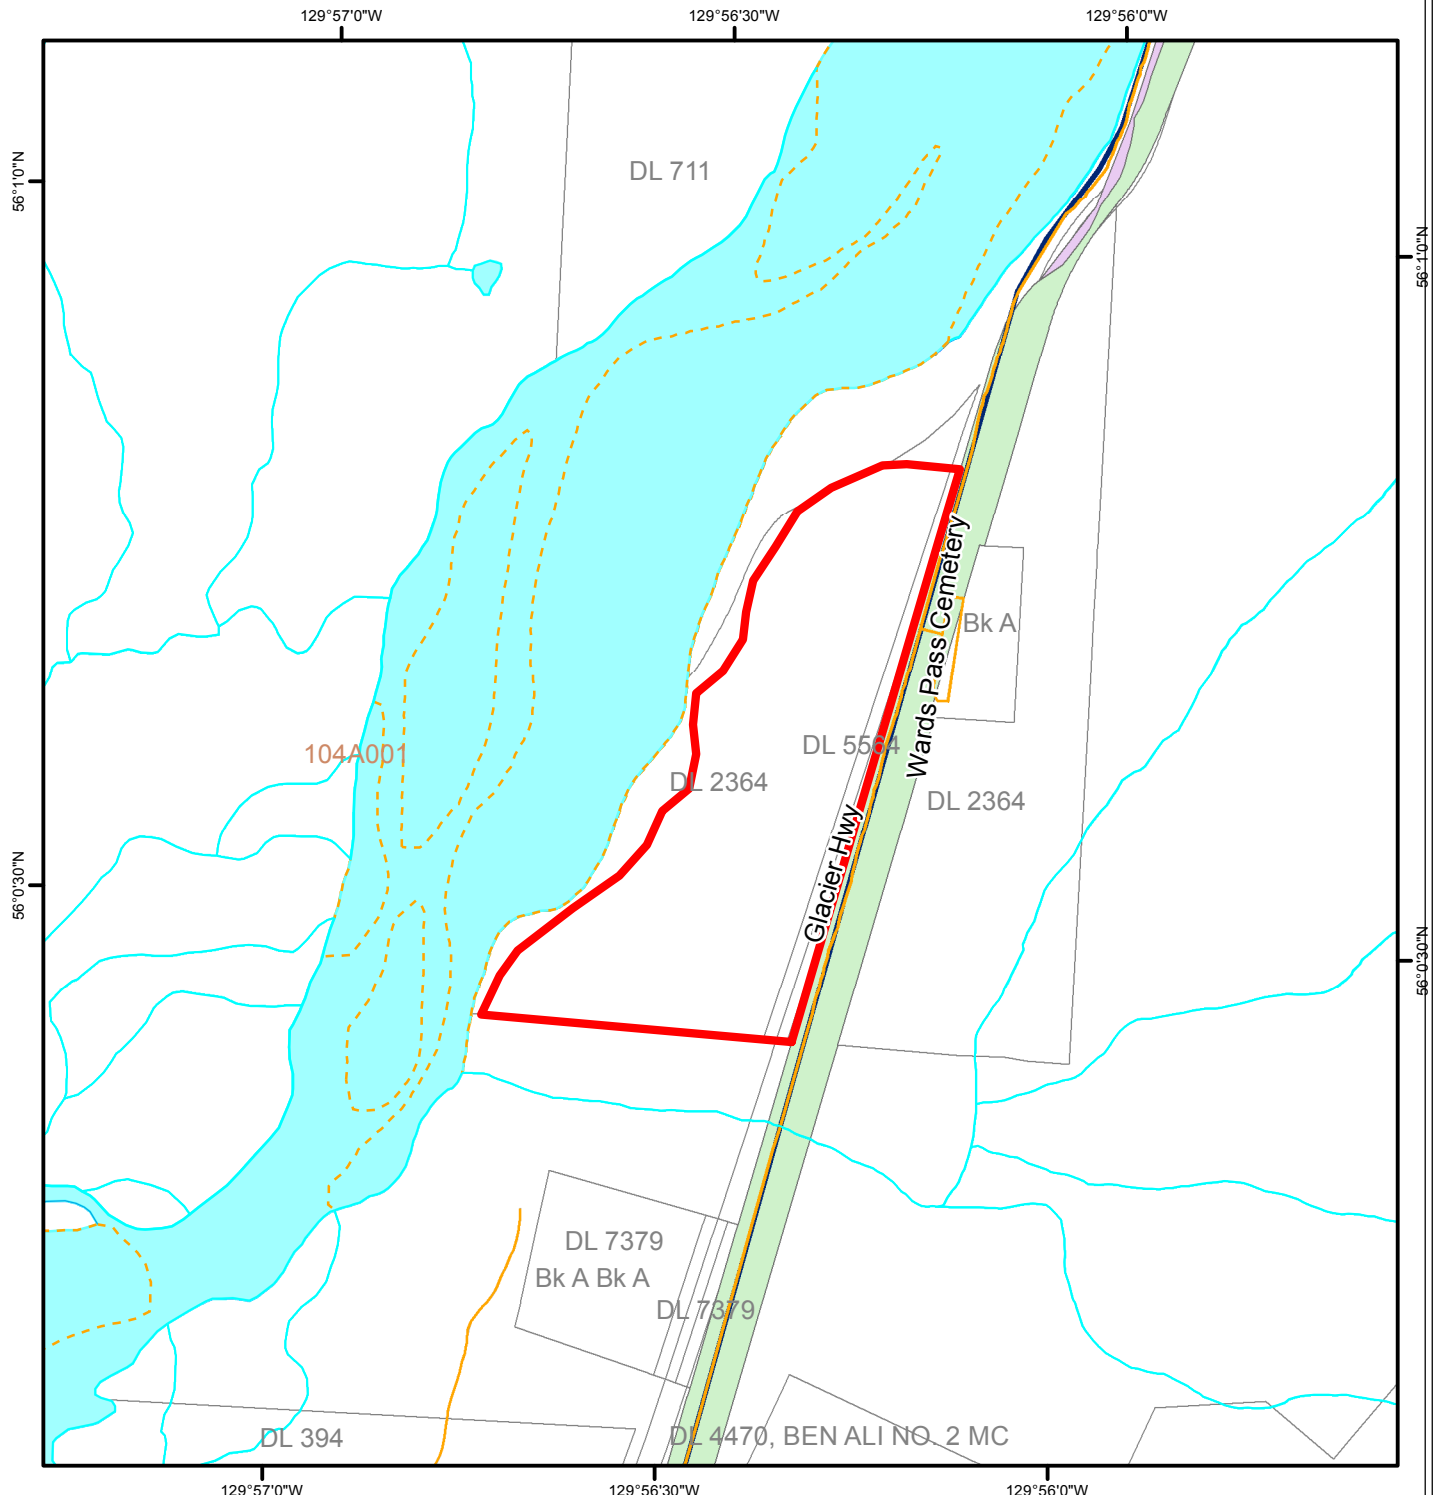 129°57'0"W
129°56'30"W
129°56'0"W
56°1'0"N
DL 711
56°1'0"N
Wards Pass Cemetery
Bk A
DL 5564
104A001
DL 2364
DL 2364
Glacier Hwy
56°0'30"N
56°0'30"N
DL 7379
Bk A Bk A
DL 7379
DL 394
DL 4470, BEN ALI NO. 2 MC
129°57'0"W
129°56'30"W
129°56'0"W